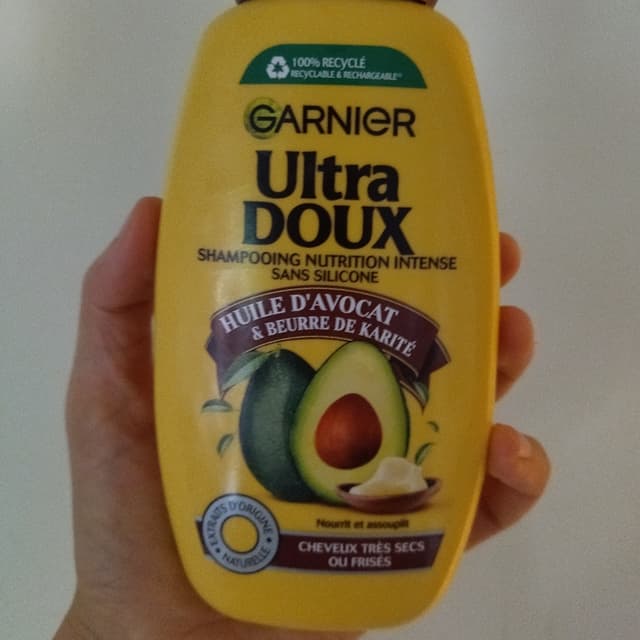 100% RECYCLÉ
RECYCLABLE & RECHARGEABLE
GARNIER
Ultra
DOUX
SHAMPOOING NUTRITION INTENSE
SANS SILICONE
HUILE D'AVOCAT
& BEURRE DE KARITÉ
Nourrit et assouplit
EXTRAITS D'ORIGINE
NATURELLE
CHEVEUX TRÈS SECS
OU FRISÉS